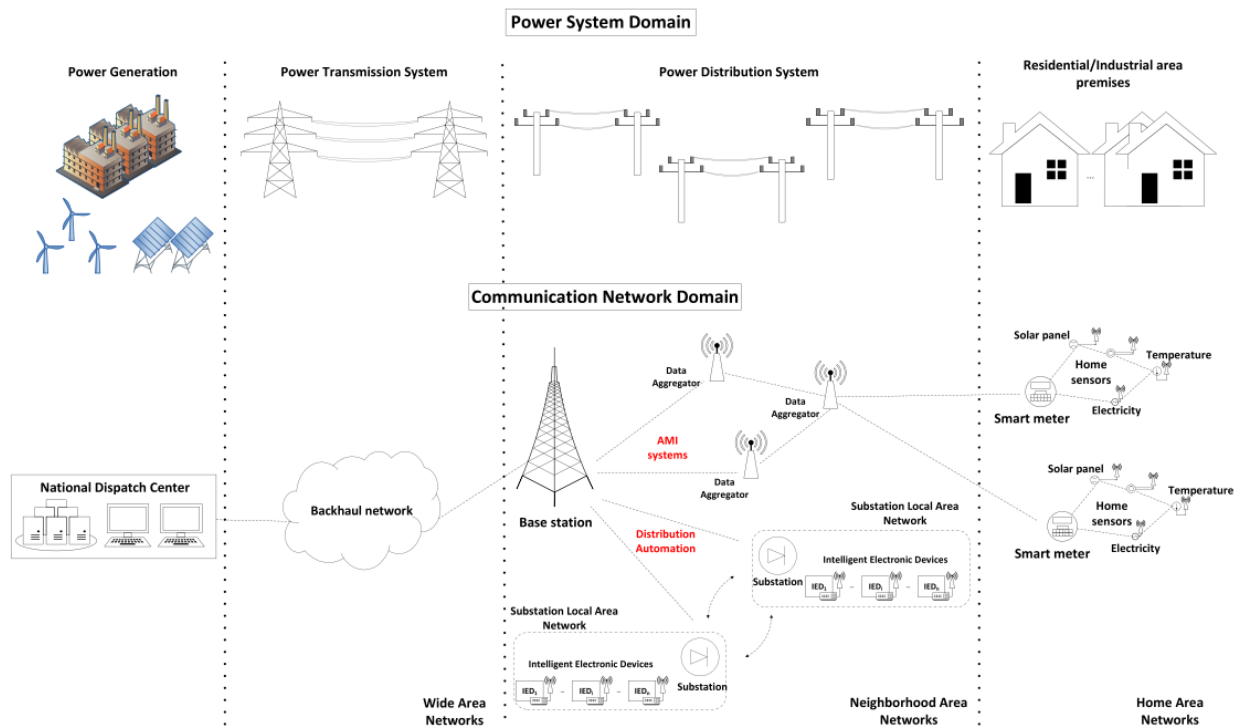 Power System Domain
Power Generation
Power Transmission System
Power Distribution System
Residential/Industrial area
premises
...
Communication Network Domain
Data
Aggregator
Data
Aggregator
Data
Aggregator
AMI
systems
Base station
Distribution
Automation
National Dispatch Center
Backhaul network
Solar panel
Home
sensors
Temperature
Electricity
Smart meter
Solar panel
Home
sensors
Temperature
Electricity
Smart meter
Substation Local Area
Network
Intelligent Electronic Devices
Substation
IED1 – IEDi – IEDn
Substation Local Area
Network
Intelligent Electronic Devices
Substation
IED1 – IEDi – IEDn
Wide Area
Networks
Neighborhood Area
Networks
Home Area
Networks